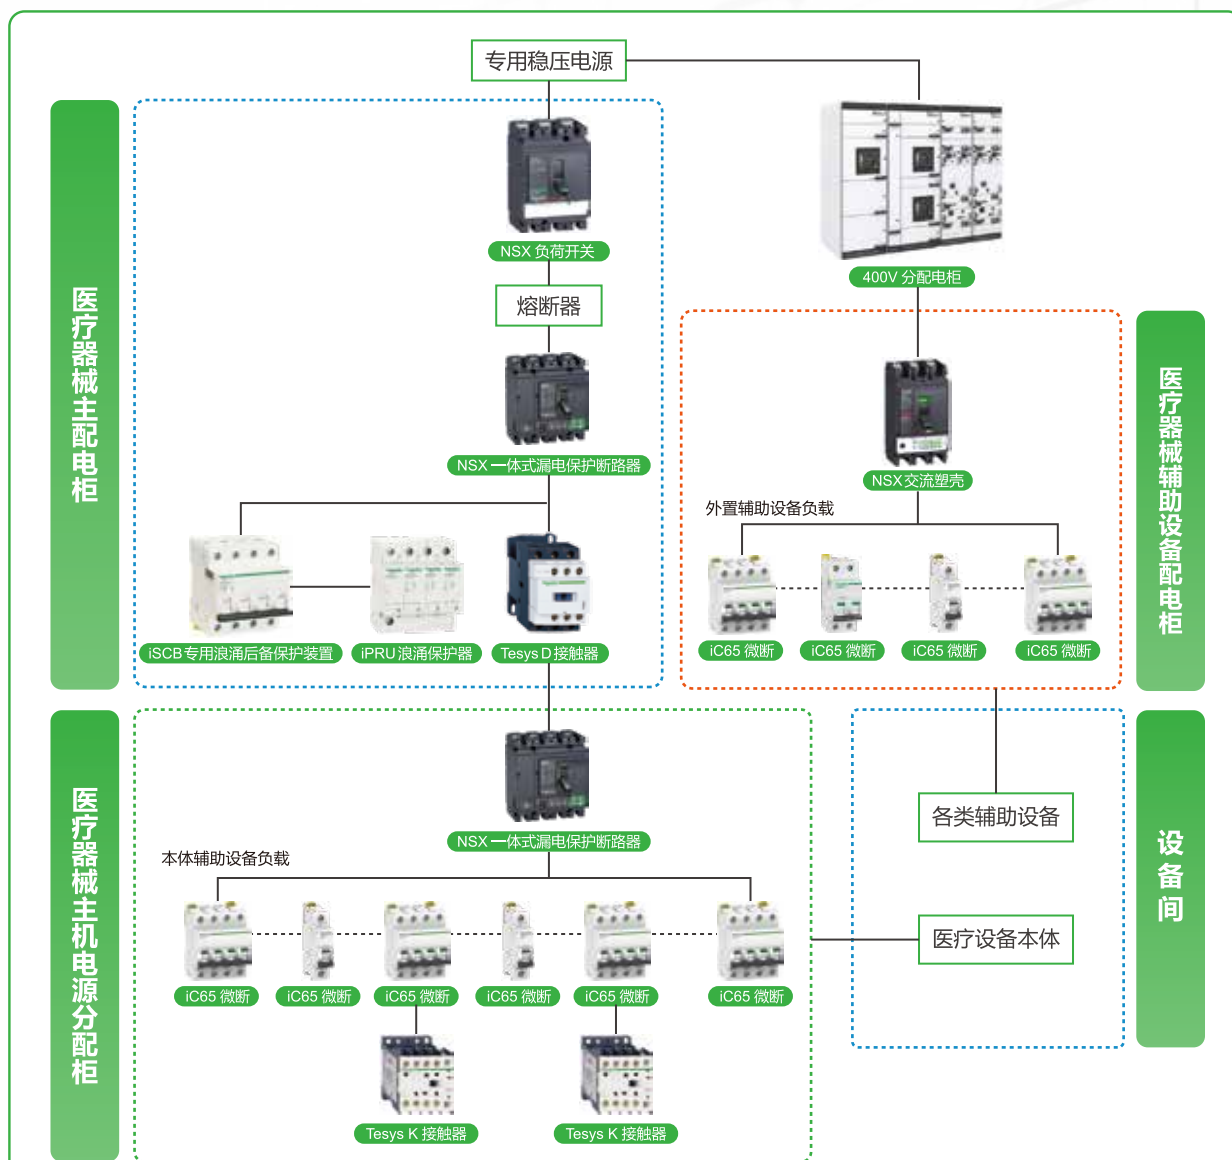 专用稳压电源
医疗器械主配电柜
NSX 负荷开关
熔断器
NSX 一体式漏电保护断路器
iSCB 专用浪涌后备保护装置
iPRU 浪涌保护器
Tesys D 接触器
400V 分配电柜
医疗器械辅助设备配电柜
NSX交流塑壳
外置辅助设备负载
iC65 微断
iC65 微断
iC65 微断
iC65 微断
医疗器械主机电源分配柜
NSX 一体式漏电保护断路器
本体辅助设备负载
iC65 微断
iC65 微断
iC65 微断
iC65 微断
iC65 微断
iC65 微断
Tesys K 接触器
Tesys K 接触器
设备间
各类辅助设备
医疗设备本体